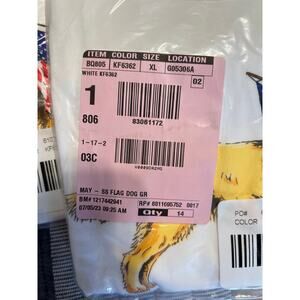 ITEM COLOR SIZE LOCATION
BQ805 KF6362 XL G05306A
WHITE KF6362
02
1
806
83061172
1-17-2
03C
MAY - SS FLAG DOG GR
BM# 1217442941 RP# 6011695752 0017
07/05/23 09:25 AM Qty 14
PO#
COLOR